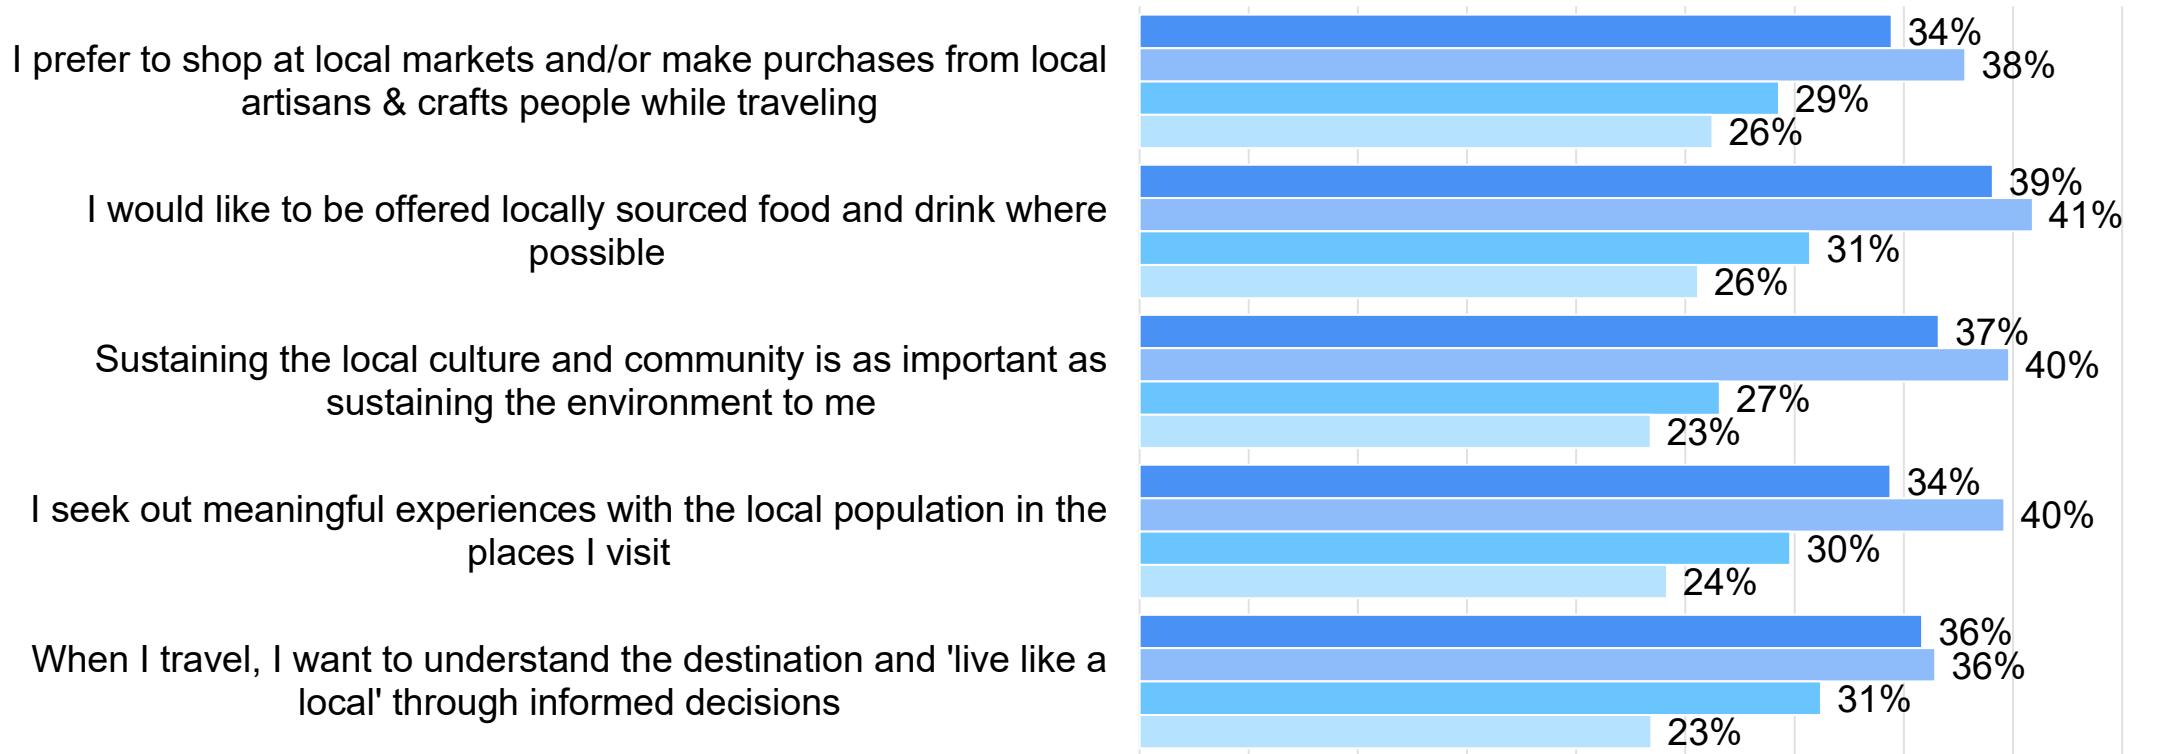 I prefer to shop at local markets and/or make purchases from local
artisans & crafts people while traveling
34%
38%
29%
26%
I would like to be offered locally sourced food and drink where
possible
39%
41%
31%
26%
Sustaining the local culture and community is as important as
sustaining the environment to me
37%
40%
27%
23%
I seek out meaningful experiences with the local population in the
places I visit
34%
40%
30%
24%
When I travel, I want to understand the destination and 'live like a
local' through informed decisions
36%
36%
31%
23%